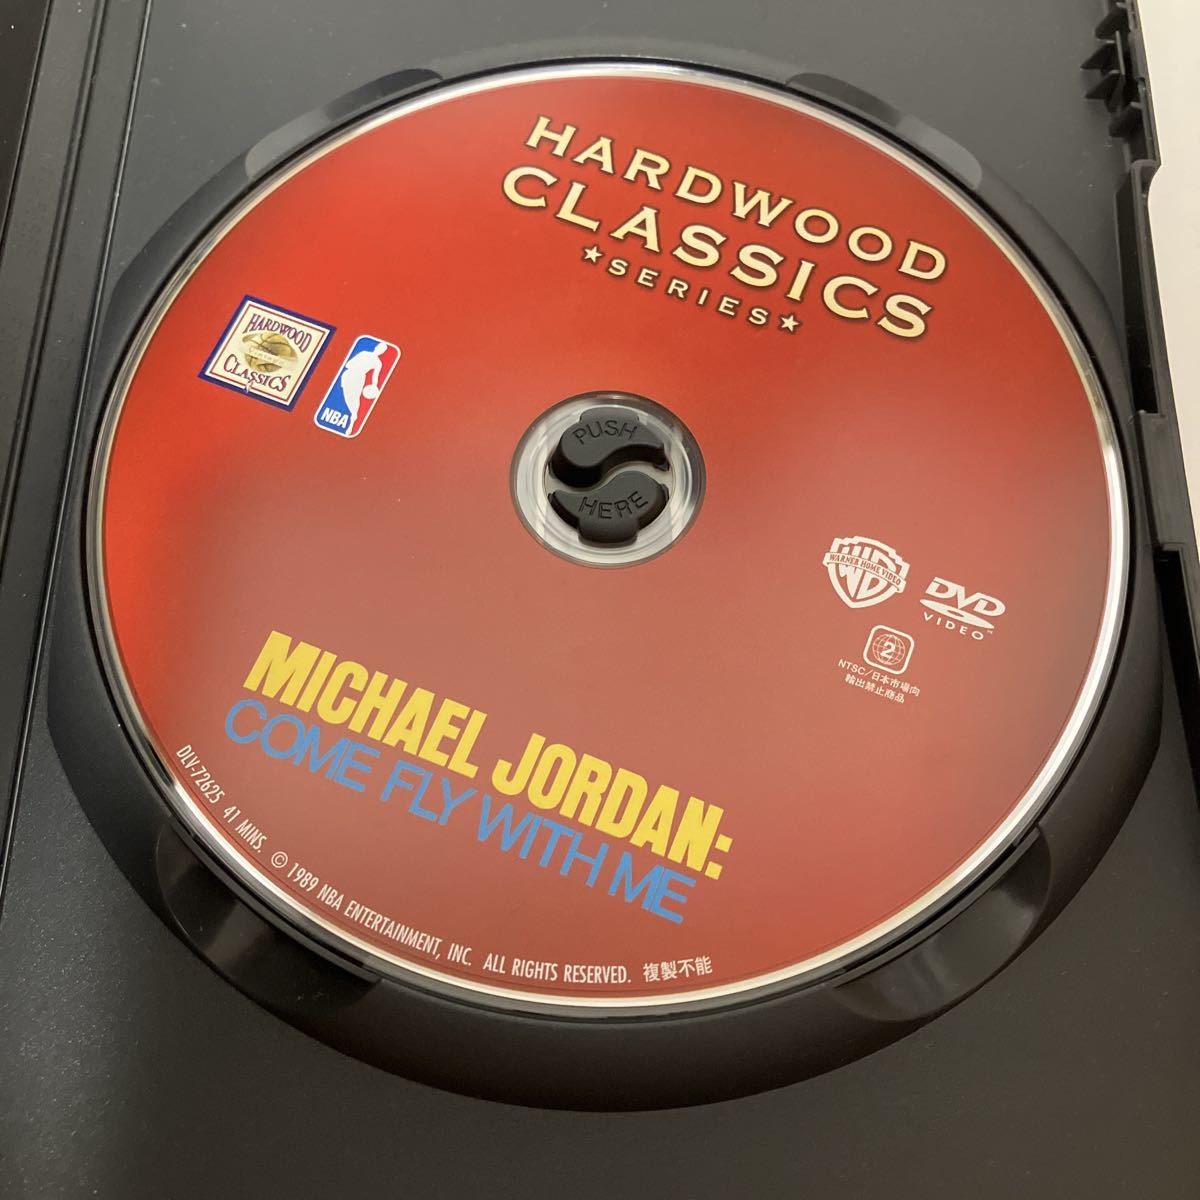 HARDWOOD
CLASSICS
★SERIES★
HARDWOOD
CLASSICS
NBA
PUSH
HERE
WARNER HOME VIDEO
DVD
VIDEO™
2
NTSC/日本市場向
輸出禁止商品
MICHAEL JORDAN:
COME FLY WITH ME
DLV-72625 41 MINS. © 1989 NBA ENTERTAINMENT, INC. ALL RIGHTS RESERVED. 複製不能